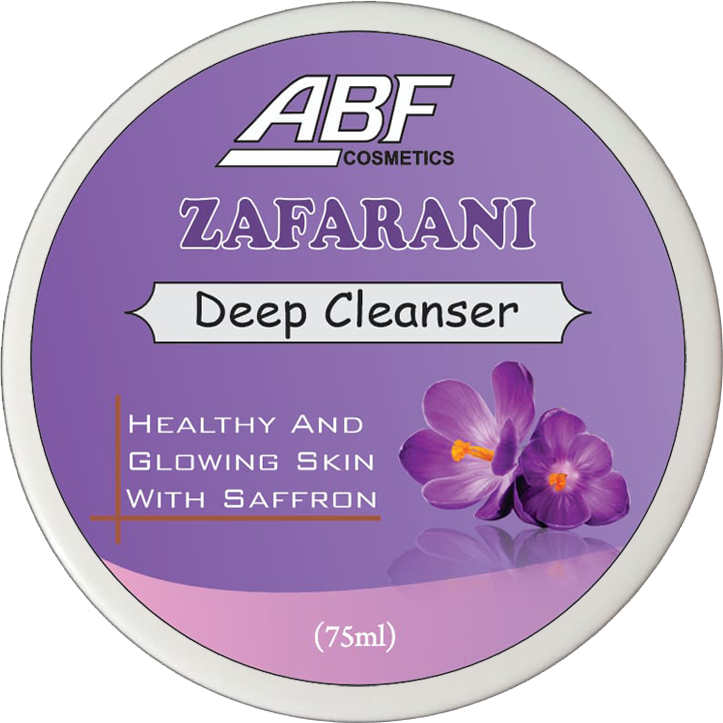 ABF
COSMETICS
ZAFARANI
Deep Cleanser
HEALTHY AND
GLOWING SKIN
WITH SAFFRON
(75ml)